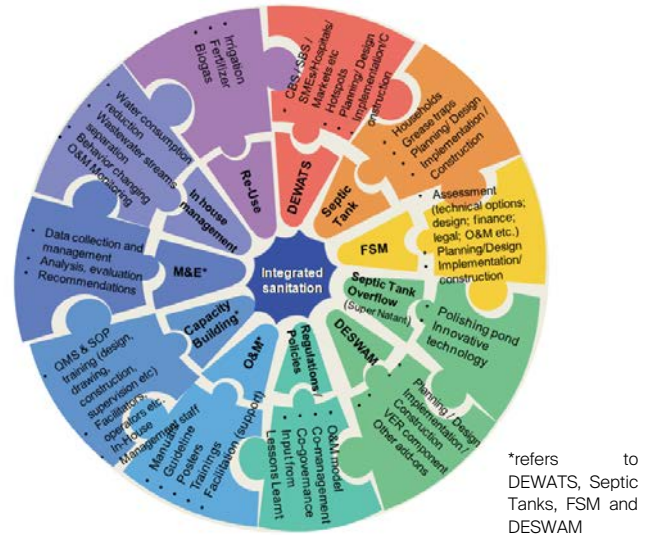 Integrated
sanitation
DEWATS
• CBS / SBS /
SMEs/Hospitals/
Markets etc
• Hotspots
• Planning/ Design
• Implementation/C
onstruction
Septic
Tank
• Households
• Grease traps
• Planning/ Design
• Implementation /
Construction
FSM
• Assessment
(technical options;
design; finance;
legal; O&M etc.)
• Planning/Design
• Implementation/
construction
Septic Tank
Overflow
(Super Natant)
• Polishing pond
• Innovative
technology
DESWAM
• Planning / Design
• Implementation /
Construction
• VER component
• Other add-ons
Regulations /
Policies
• O&M model
• Co-management
• Co-governance
• Input from
Lessons Learnt
O&M*
• Manual
• Guideline
• Posters
• Trainings
• Facilitation (support)
Capacity
Building*
• QMS & SOP
training (design,
drawing,
construction,
supervision etc)
• Facilitators,
operators etc.
• In-House
Management staff
M&E*
• Data collection and
management
• Analysis, evaluation
• Recommendations
In house
management
• Water consumption
reduction
• Wastewater streams
separation
• Behavior changing
• O&M Monitoring
Re-Use
• Irrigation
• Fertifizer
• Biogas
*refers to
DEWATS, Septic
Tanks, FSM and
DESWAM